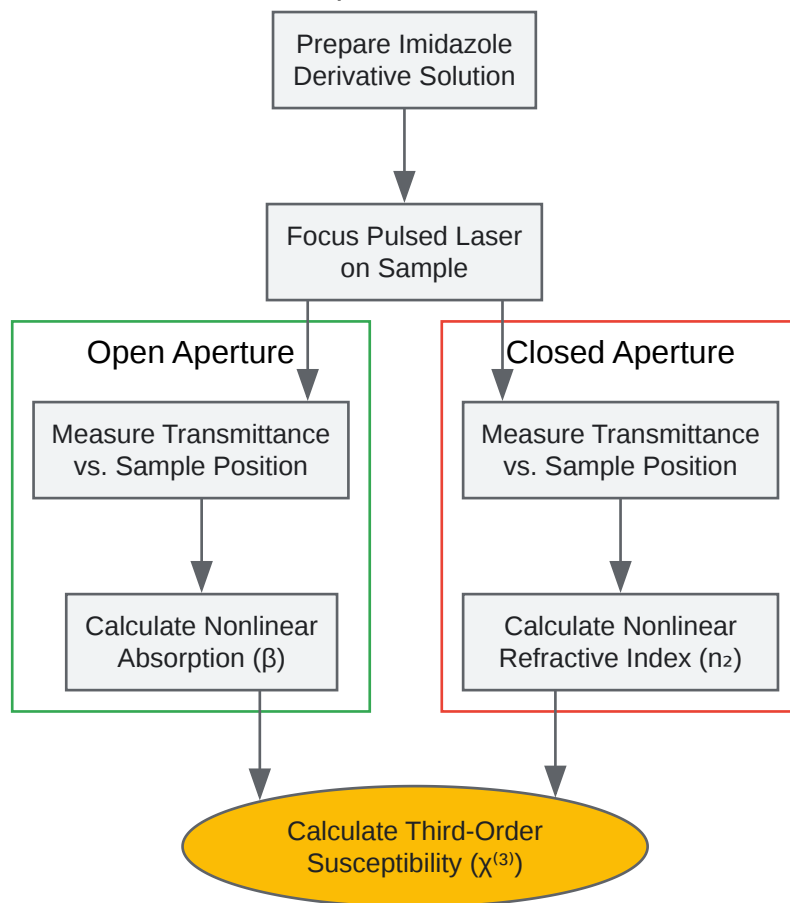 Prepare Imidazole
Derivative Solution
Focus Pulsed Laser
on Sample
Open Aperture
Measure Transmittance
vs. Sample Position
Calculate Nonlinear
Absorption (β)
Closed Aperture
Measure Transmittance
vs. Sample Position
Calculate Nonlinear
Refractive Index (n₂)
Calculate Third-Order
Susceptibility (χ⁽³⁾)